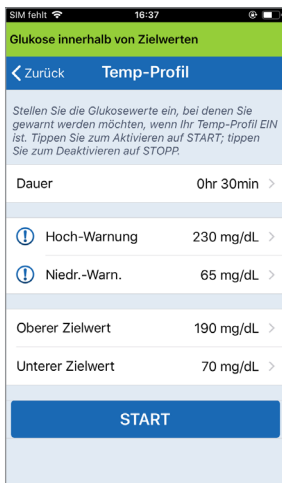 SIM fehlt 16:37
Glukose innerhalb von Zielwerten
Zurück Temp-Profil
Stellen Sie die Glukosewerte ein, bei denen Sie
gewarnt werden möchten, wenn Ihr Temp-Profil EIN
ist. Tippen Sie zum Aktivieren auf START; tippen
Sie zum Deaktivieren auf STOPP.
Dauer 0hr 30min
Hoch-Warnung 230 mg/dL
Niedr.-Warn. 65 mg/dL
Oberer Zielwert 190 mg/dL
Unterer Zielwert 70 mg/dL
START